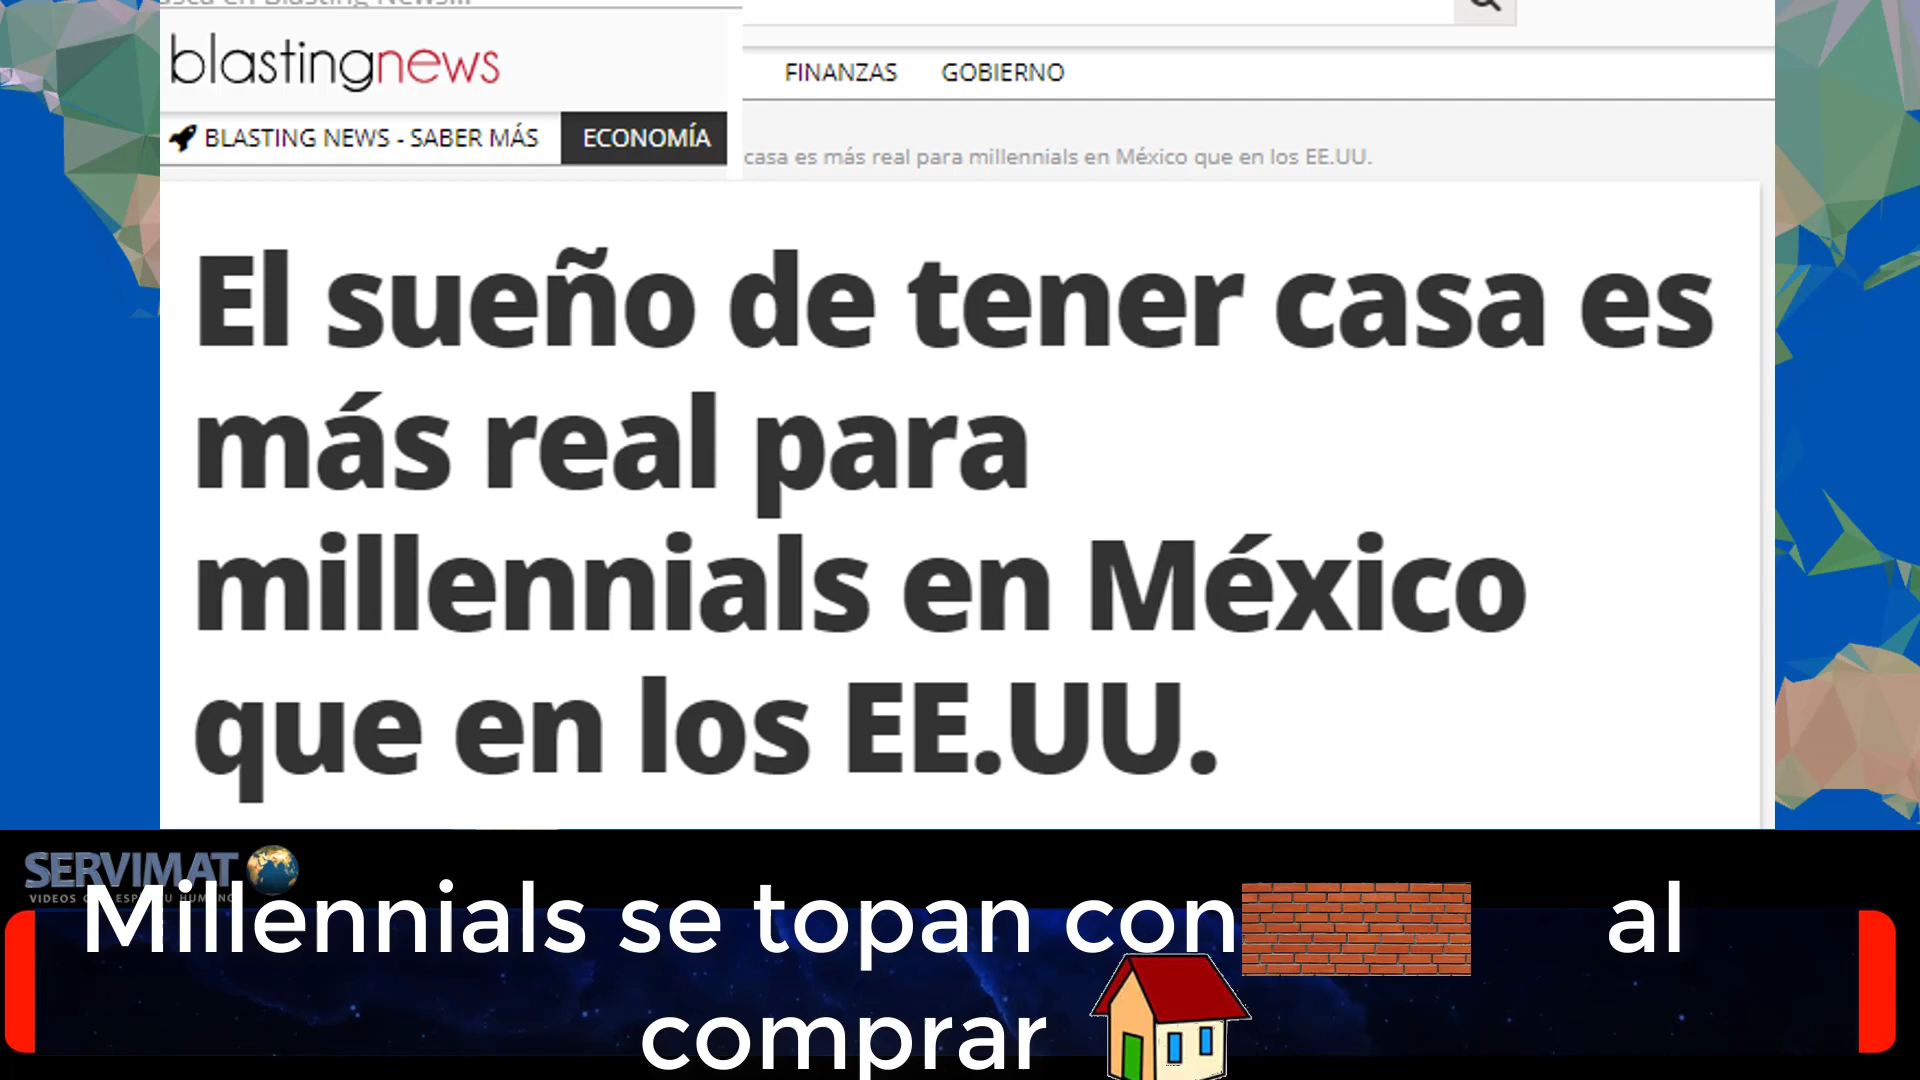 blastingnews
FINANZAS GOBIERNO
BLASTING NEWS - SABER MÁS ECONOMÍA
casa es más real para millennials en México que en los EE.UU.
El sueño de tener casa es
más real para
millennials en México
que en los EE.UU.
SERVIMAT
Millennials se topan con al
comprar